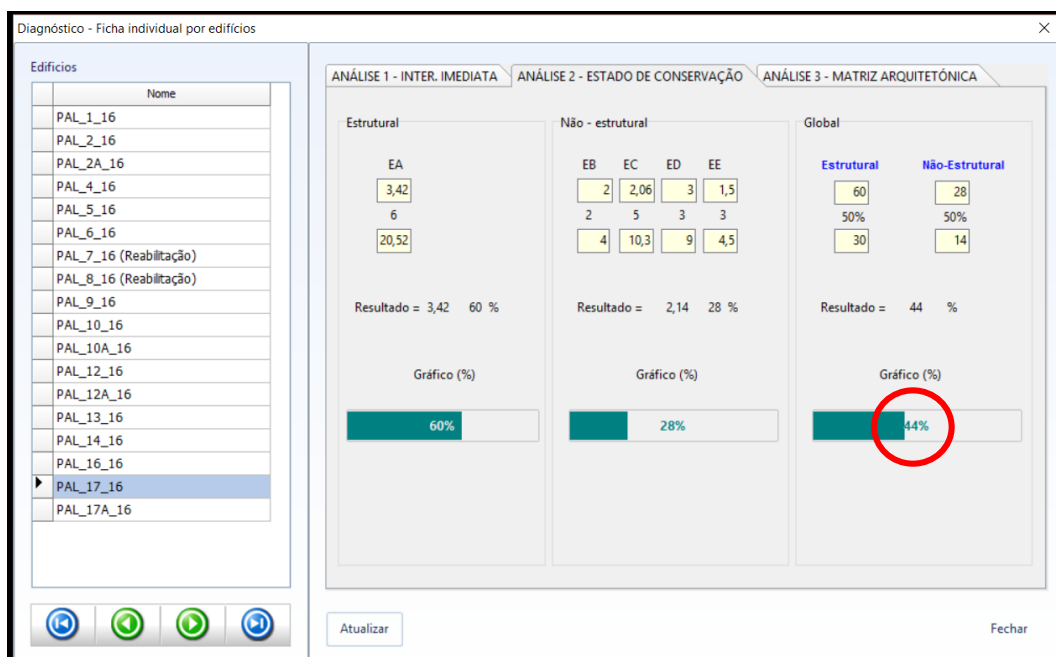 Diagnóstico - Ficha individual por edifícios
Edifícios
Nome
PAL_1_16
PAL_2_16
PAL_2A_16
PAL_4_16
PAL_5_16
PAL_6_16
PAL_7_16 (Reabilitação)
PAL_8_16 (Reabilitação)
PAL_9_16
PAL_10_16
PAL_10A_16
PAL_12_16
PAL_12A_16
PAL_13_16
PAL_14_16
PAL_16_16
PAL_17_16
PAL_17A_16
ANÁLISE 1 - INTER. IMEDIATA ANÁLISE 2 - ESTADO DE CONSERVAÇÃO ANÁLISE 3 - MATRIZ ARQUITETÓNICA
Estrutural
EA
3,42
6
20,52
Resultado = 3,42 60 %
Gráfico (%)
60%
Não - estrutural
EB EC ED EE
2 2,06 3 1,5
2 5 3 3
4 10,3 9 4,5
Resultado = 2,14 28 %
Gráfico (%)
28%
Global
Estrutural Não-Estrutural
60 28
50% 50%
30 14
Resultado = 44 %
Gráfico (%)
44%
Atualizar
Fechar